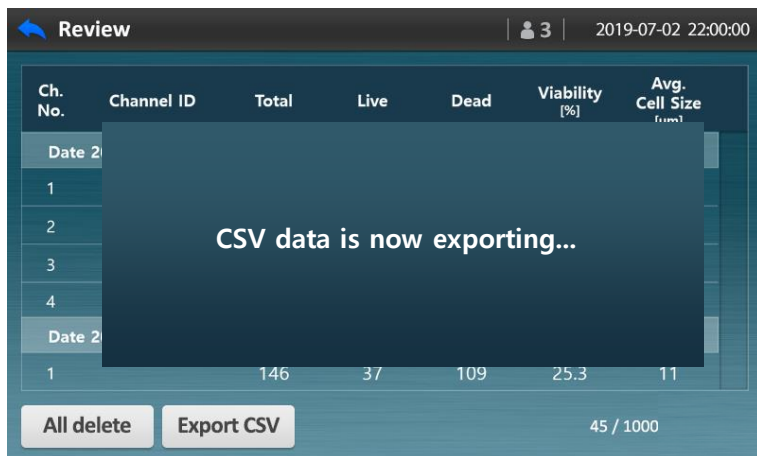 Review 3 2019-07-02 22:00:00
Ch. No. Channel ID Total Live Dead Viability [%] Avg. Cell Size [um]
Date 2
1
2
CSV data is now exporting...
3
4
Date 2
1 146 37 109 25.3 11
All delete Export CSV 45 / 1000